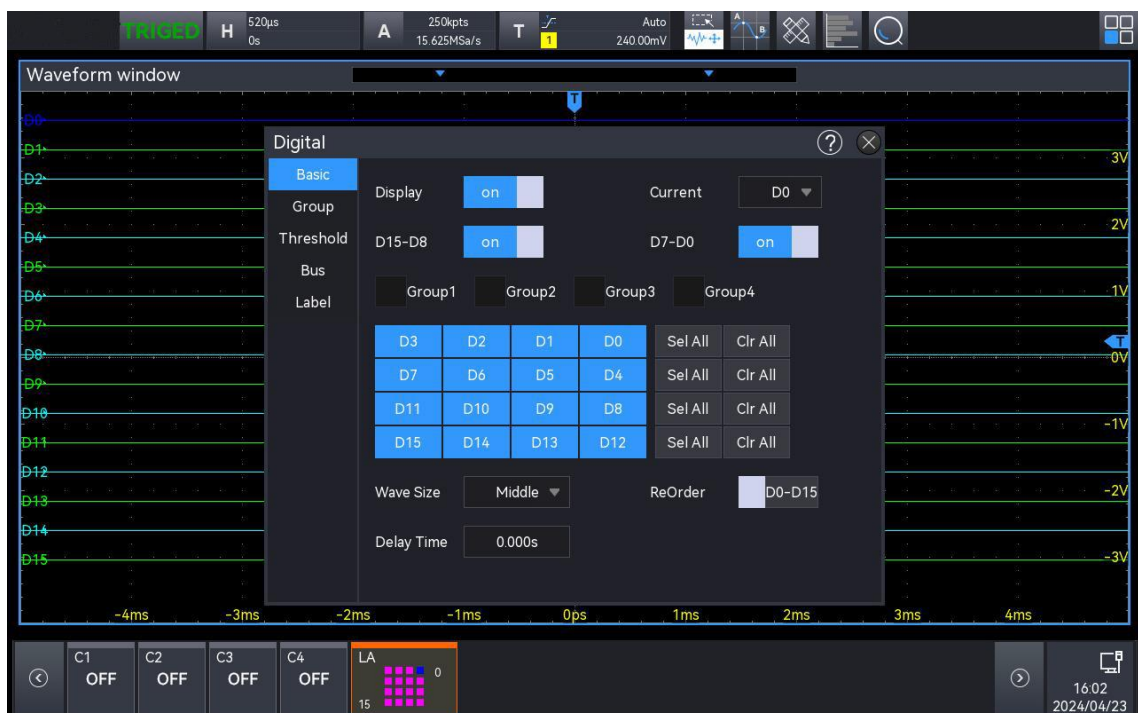 TRIGED H 520μs 0s A 250kpts 15.625MSa/s T 1 Auto 240.00mV A B
Waveform window
T
D0
D1
D2
D3
D4
D5
D6
D7
D8
D9
D10
D11
D12
D13
D14
D15
Digital ?
Basic
Group
Threshold
Bus
Label
Display on Current D0
D15-D8 on D7-D0 on
Group1 Group2 Group3 Group4
D3 D2 D1 D0 Sel All Clr All
D7 D6 D5 D4 Sel All Clr All
D11 D10 D9 D8 Sel All Clr All
D15 D14 D13 D12 Sel All Clr All
Wave Size Middle ReOrder D0-D15
Delay Time 0.000s
3V
2V
1V
T
0V
-1V
-2V
-3V
-4ms -3ms -2ms -1ms 0ps 1ms 2ms 3ms 4ms
C1 OFF C2 OFF C3 OFF C4 OFF LA 0 15
16:02
2024/04/23